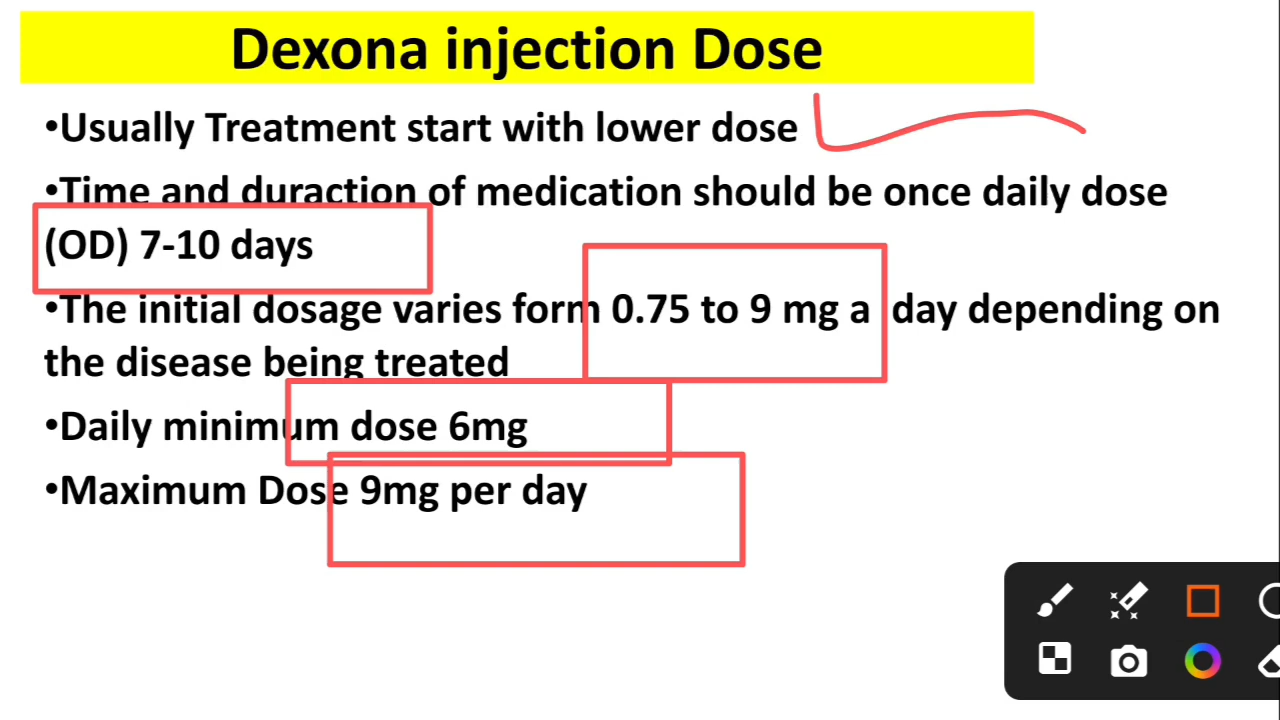 Dexona injection Dose
•Usually Treatment start with lower dose
•Time and duraction of medication should be once daily dose
(OD) 7-10 days
•The initial dosage varies form 0.75 to 9 mg a day depending on
the disease being treated
•Daily minimum dose 6mg
•Maximum Dose 9mg per day